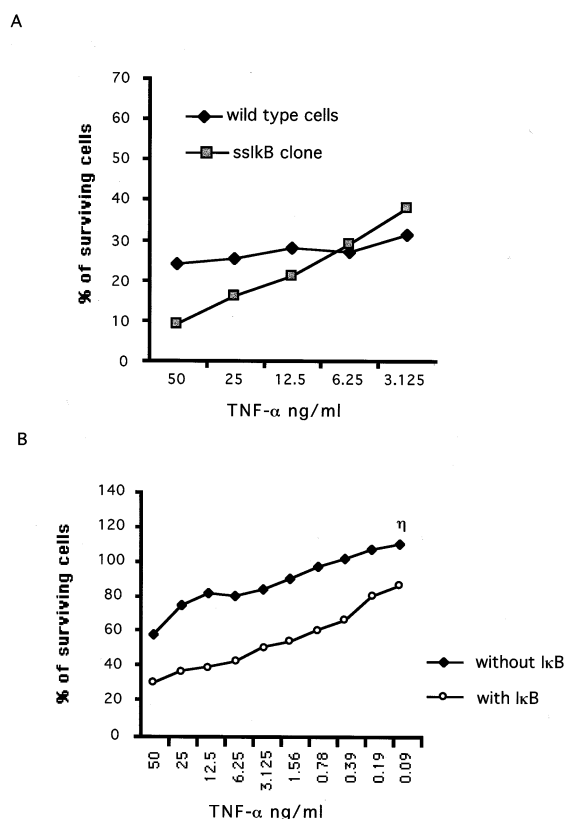 A
70
60
50
40
30
20
10
0
% of surviving cells
wild type cells
ssIkB clone
50 25 12.5 6.25 3.125
TNF-α ng/ml
B
140
120
100
80
60
40
20
0
% of surviving cells
η
without IκB
with IκB
50 25 12.5 6.25 3.125 1.56 0.78 0.39 0.19 0.09
TNF-α ng/ml